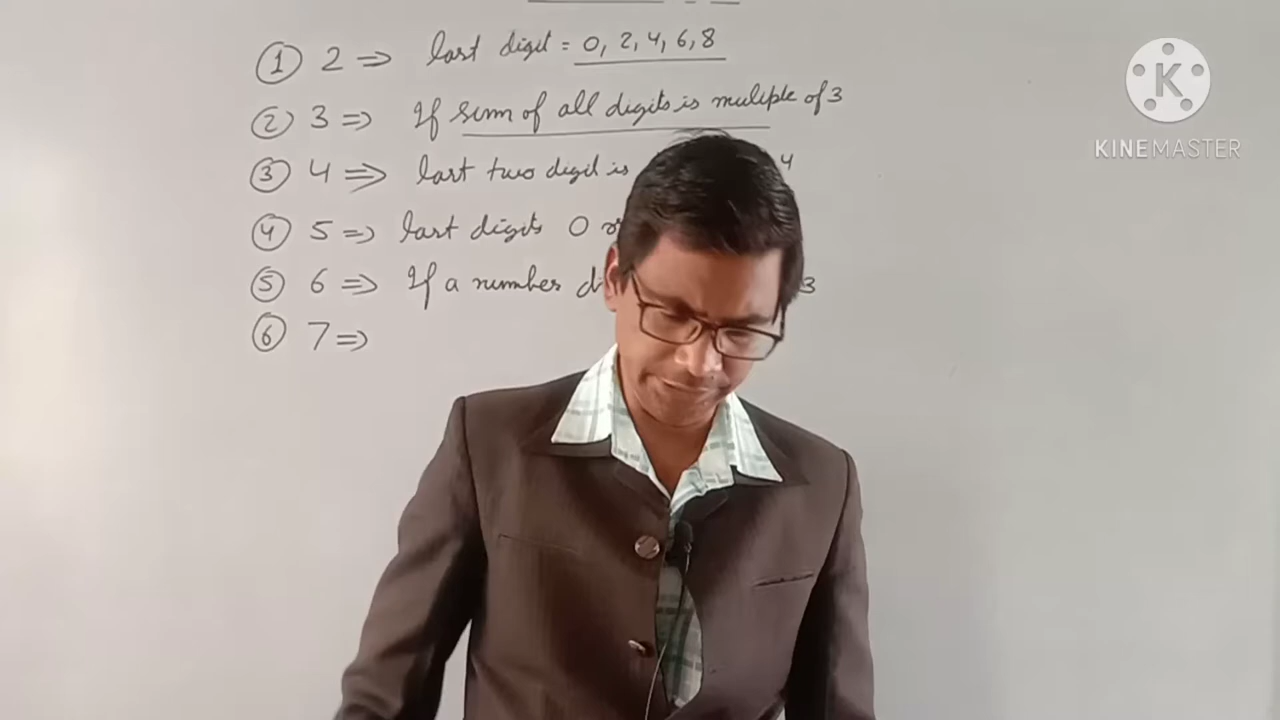 ① 2 => last digit = 0, 2, 4, 6, 8
② 3 => If sum of all digits is muliple of 3
③ 4 => last two digit is 4
④ 5 => last digits 0
⑤ 6 => If a number 3
⑥ 7 =>
K
KINEMASTER